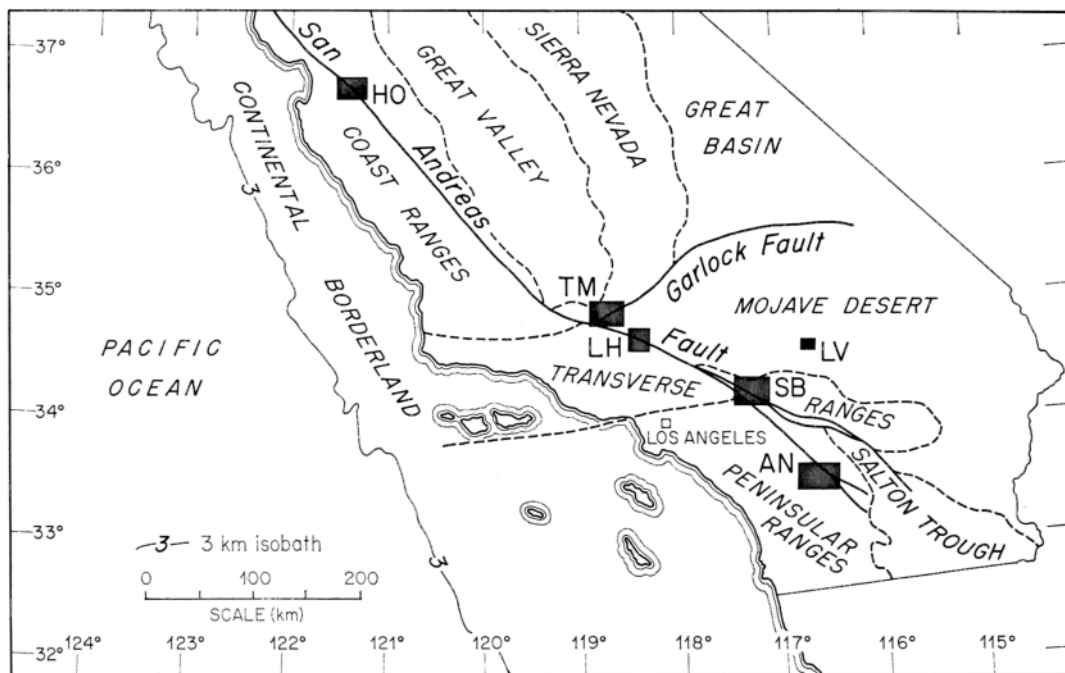 37°
36°
35°
34°
33°
32°
San
Andreas
Fault
HO
CONTINENTAL
BORDERLAND
3
COAST
RANGES
GREAT VALLEY
SIERRA NEVADA
GREAT
BASIN
Garlock Fault
TM
LH
MOJAVE DESERT
LV
PACIFIC
OCEAN
TRANSVERSE
RANGES
SB
LOS ANGELES
AN
SALTON TROUGH
PENINSULAR
RANGES
3
3 3 km isobath
0 100 200
SCALE (km)
124° 123° 122° 121° 120° 119° 118° 117° 116° 115°